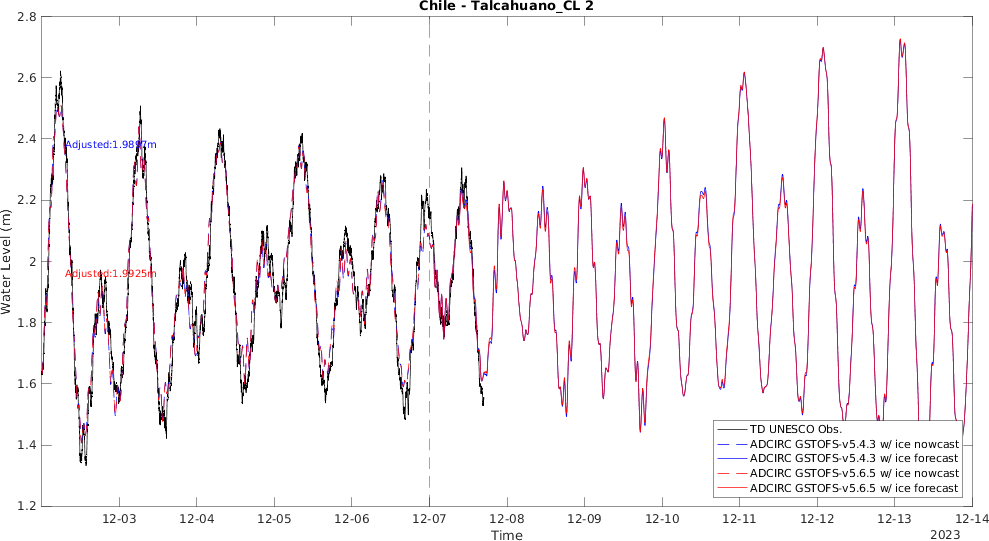 Chile - Talcahuano_CL 2
2.8
2.6
2.4
2.2
2
1.8
1.6
1.4
1.2
Water Level (m)
Adjusted:1.9897m
Adjusted:1.9925m
TD UNESCO Obs.
ADCIRC GSTOFS-v5.4.3 w/ ice nowcast
ADCIRC GSTOFS-v5.4.3 w/ ice forecast
ADCIRC GSTOFS-v5.6.5 w/ ice nowcast
ADCIRC GSTOFS-v5.6.5 w/ ice forecast
12-03 12-04 12-05 12-06 12-07 12-08 12-09 12-10 12-11 12-12 12-13 12-14
Time
2023